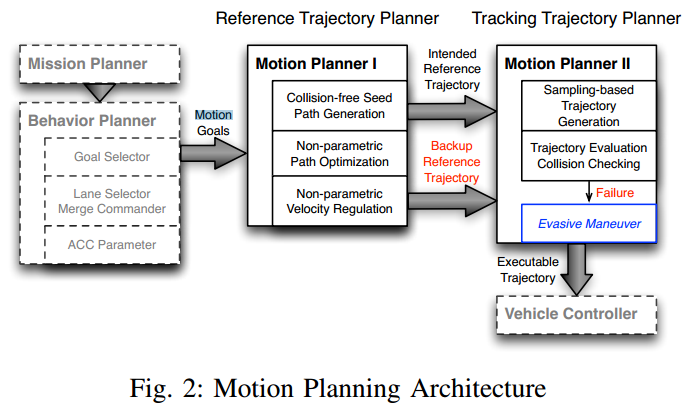 Reference Trajectory Planner
Tracking Trajectory Planner
Mission Planner
Behavior Planner
Goal Selector
Lane Selector
Merge Commander
ACC Parameter
Motion
Goals
Motion Planner I
Collision-free Seed
Path Generation
Non-parametric
Path Optimization
Non-parametric
Velocity Regulation
Intended
Reference
Trajectory
Backup
Reference
Trajectory
Motion Planner II
Sampling-based
Trajectory
Generation
Trajectory Evaluation
Collision Checking
Failure
Evasive Maneuver
Executable
Trajectory
Vehicle Controller
Fig. 2: Motion Planning Architecture